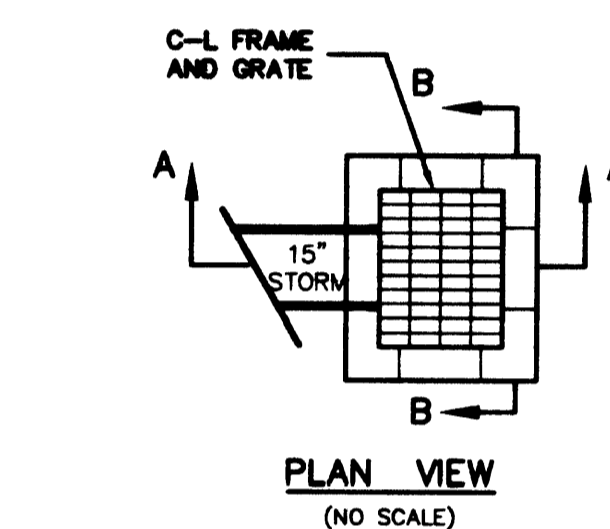 C-L FRAME
AND GRATE
B
A
15"
STORM
B
PLAN VIEW
(NO SCALE)